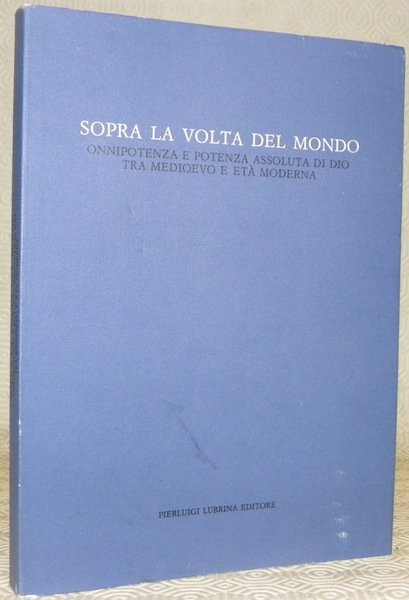 SOPRA LA VOLTA DEL MONDO
ONNIPOTENZA E POTENZA ASSOLUTA DI DIO
TRA MEDIOEVO E ETÀ MODERNA
PIERLUIGI LUBRINA EDITORE